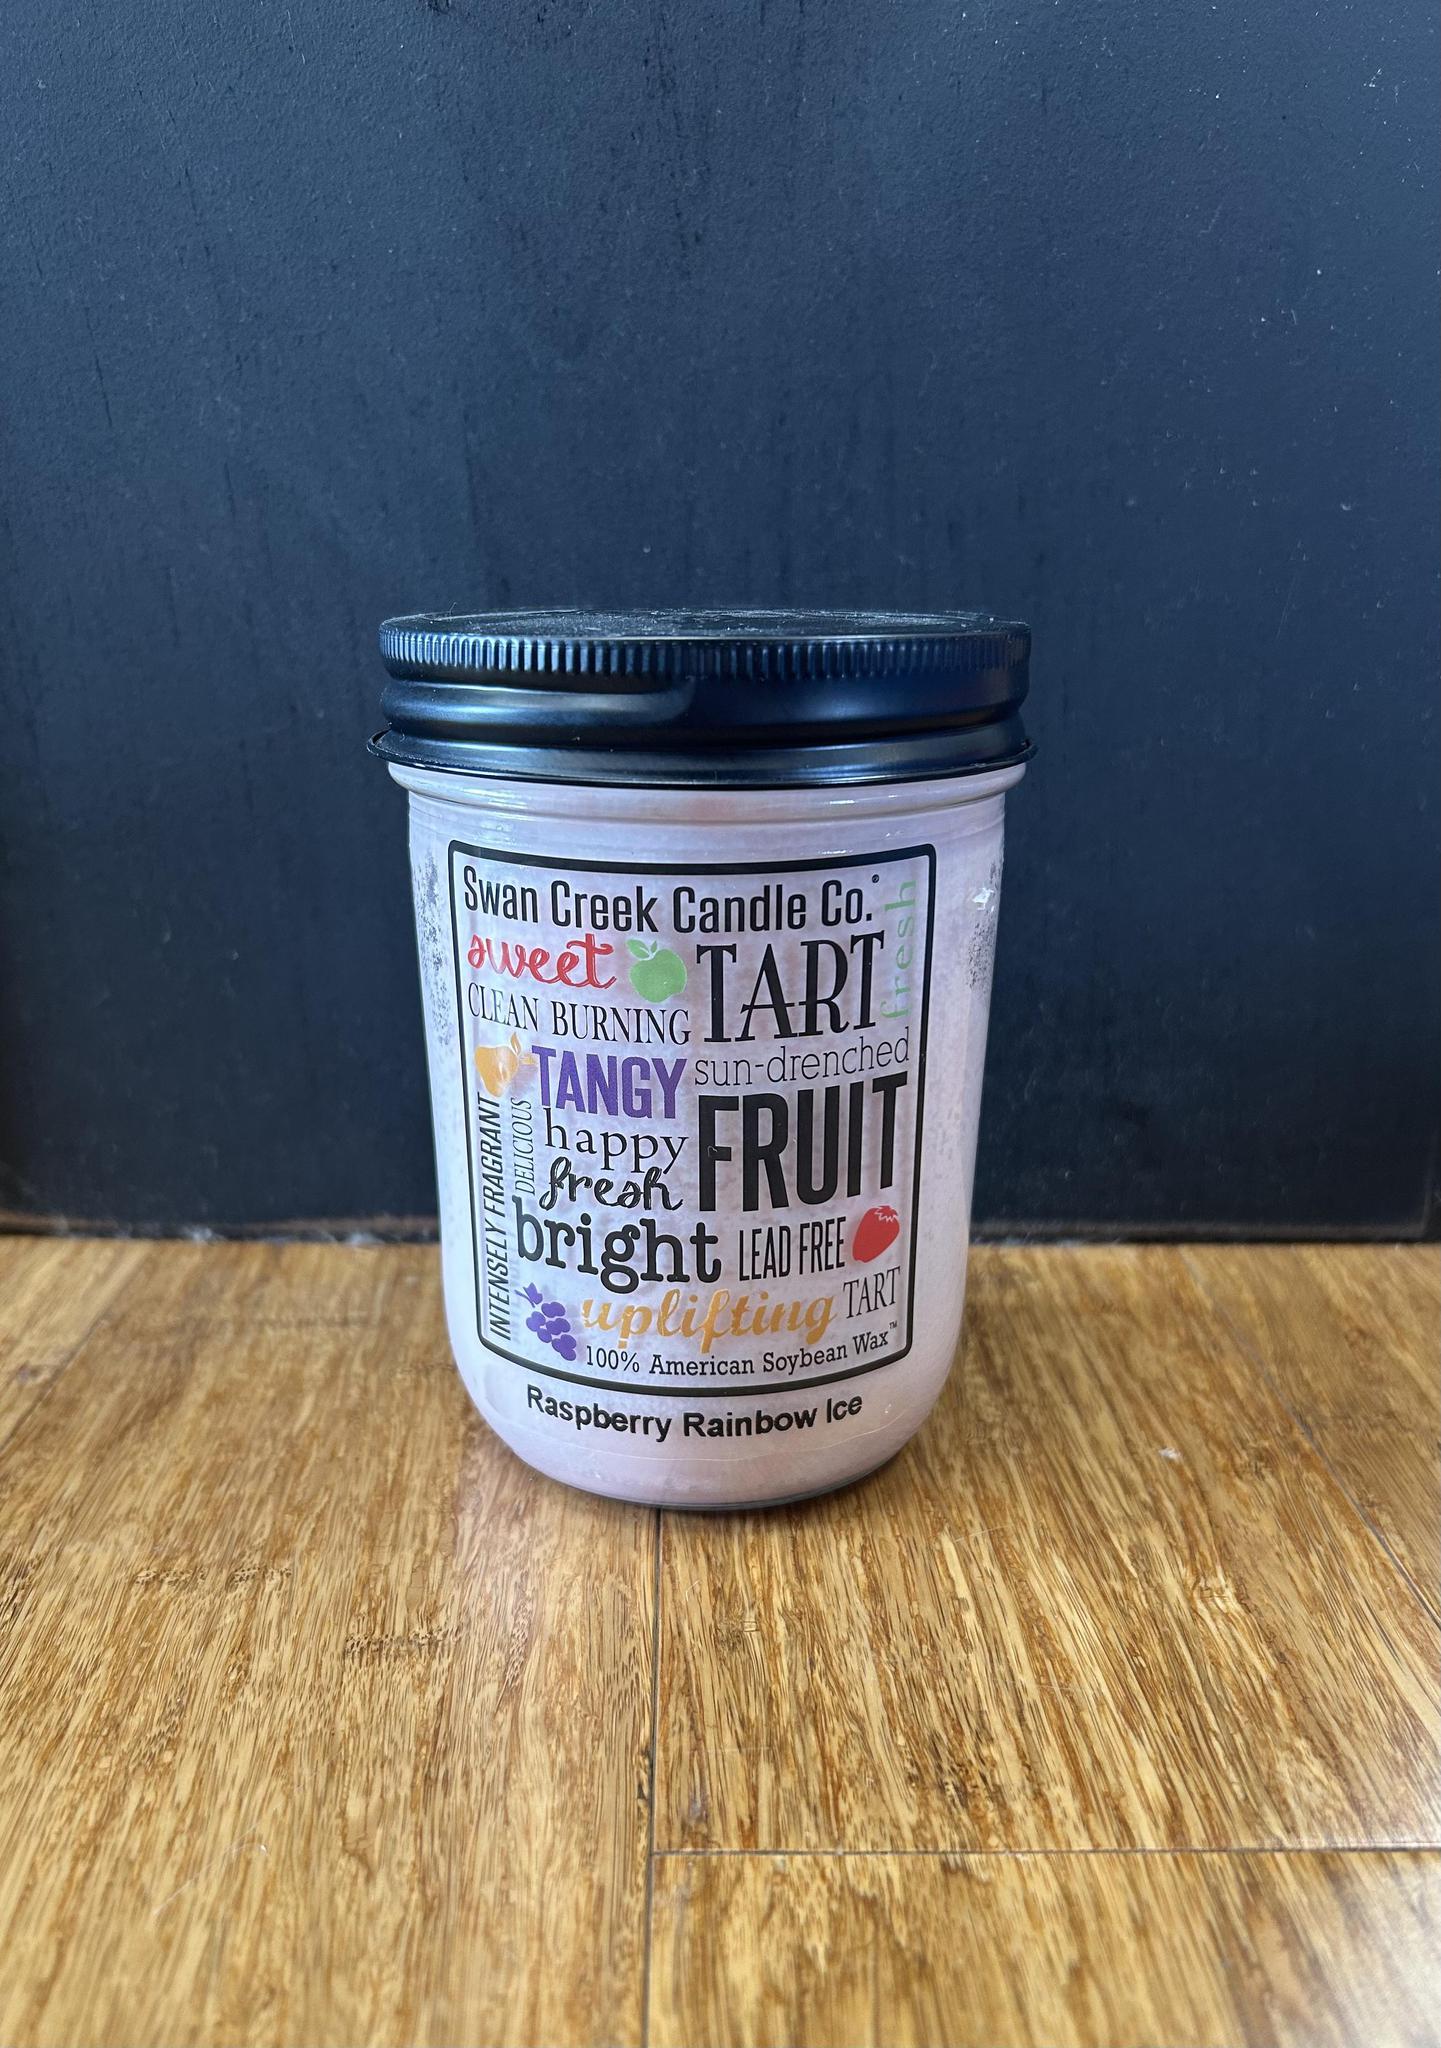 Swan Creek Candle Co.®
sweet
TART
fresh
CLEAN BURNING
TANGY
sun-drenched
INTENSELY FRAGRANT
DELICIOUS
happy
FRUIT
fresh
bright
LEAD FREE
uplifting
TART
100% American Soybean Wax™
Raspberry Rainbow Ice